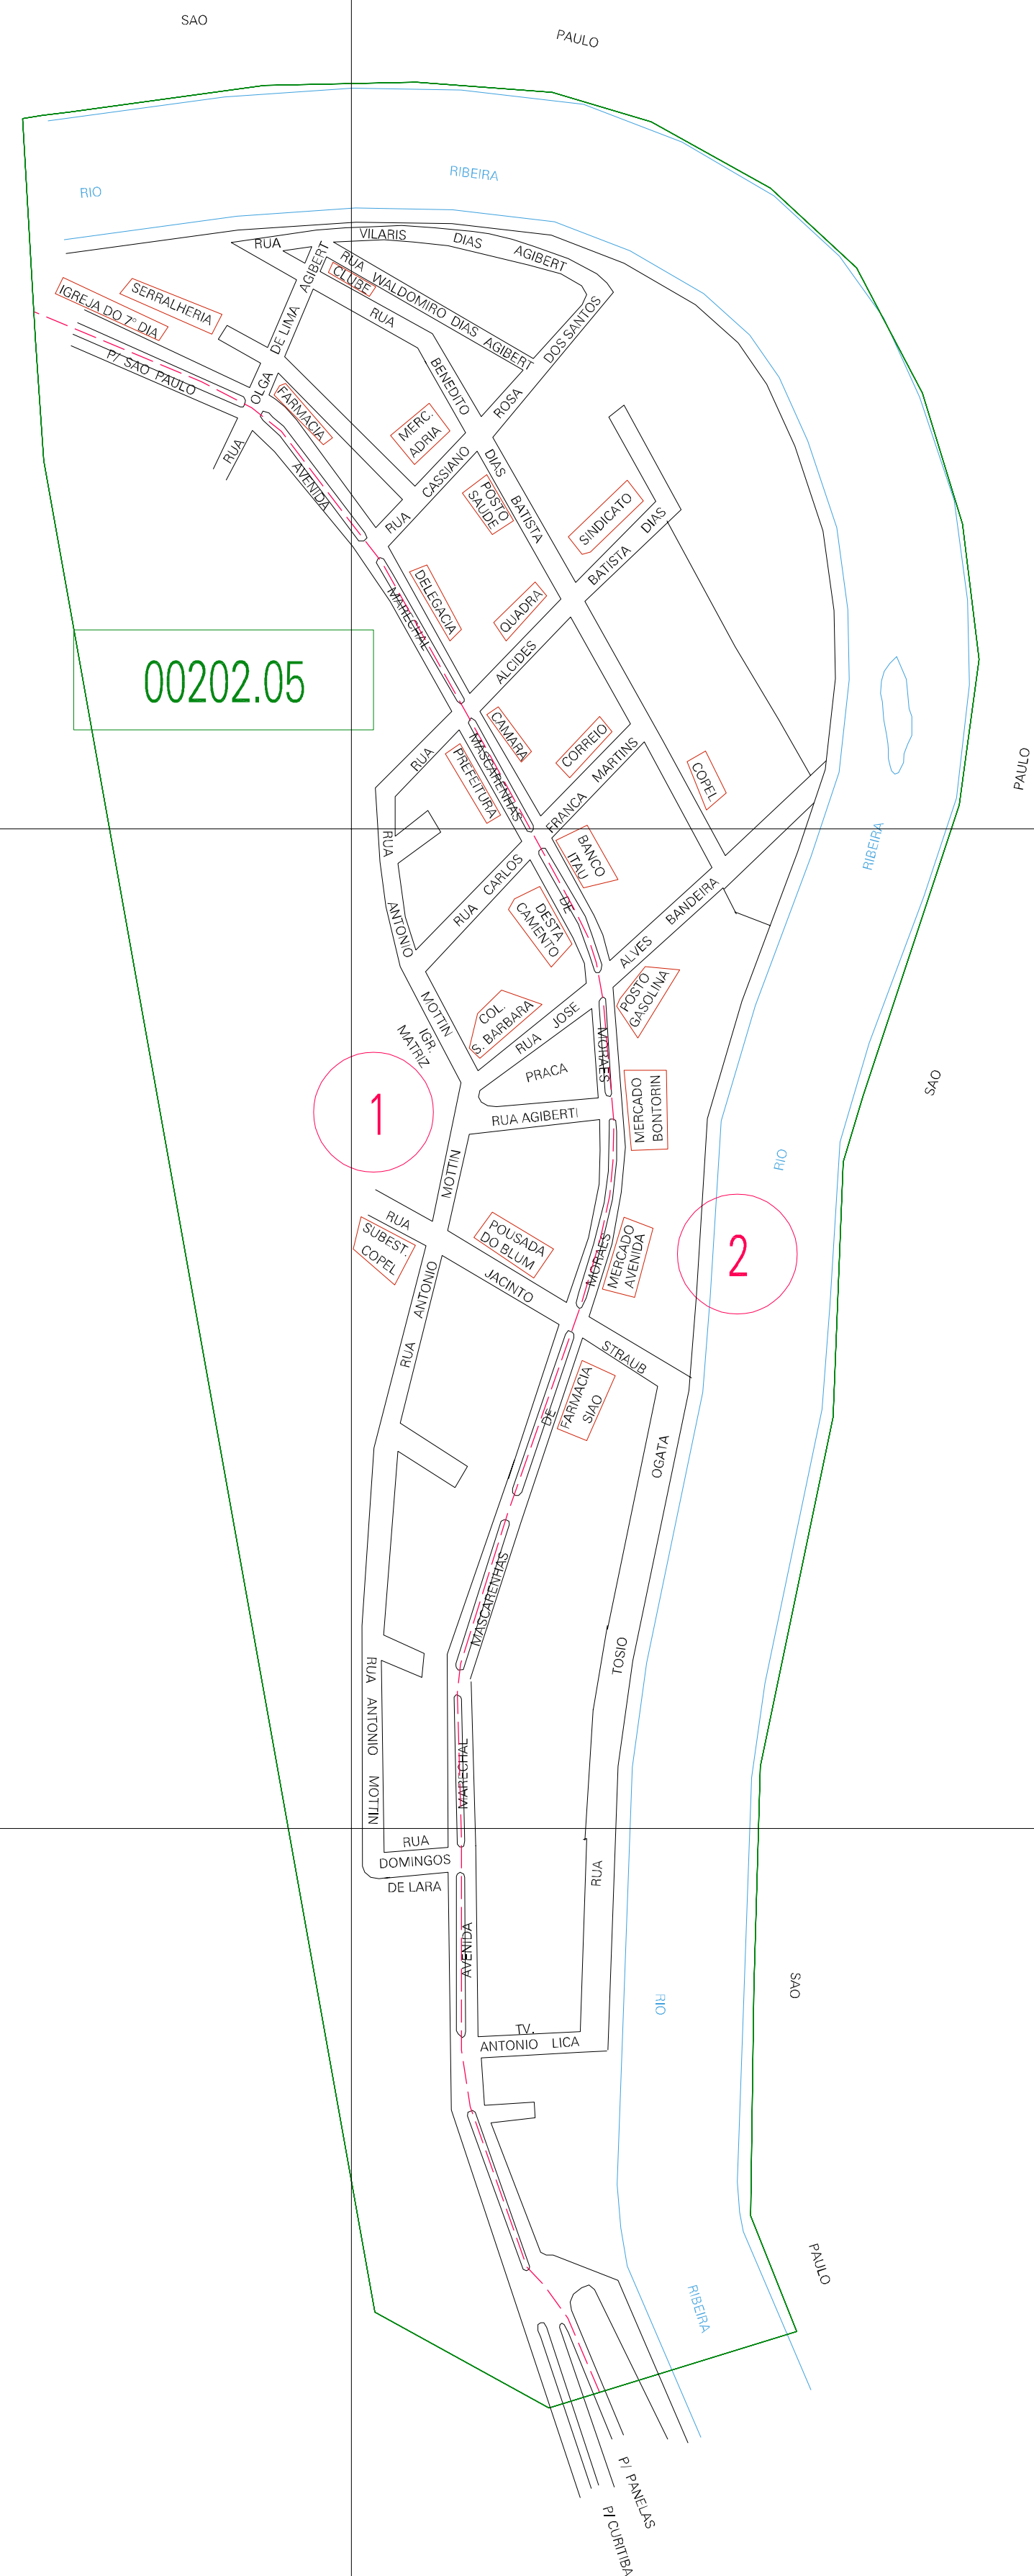 SAO
PAULO
RIO
RIBEIRA
RUA
VILARIS
DIAS
AGIBERT
RUA WALDOMIRO DIAS AGIBERT
CLUBE
OLGA
DE LIMA
AGIBERT
SERRALHERIA
IGREJA DO 7° DIA
P/ SAO PAULO
RUA
BENEDITO
ROSA
DOS SANTOS
FARMACIA
MERC.
ADRIA
RUA
AVENIDA
RUA
CASSIANO
DIAS
BATISTA
POSTO
SAUDE
SINDICATO
BATISTA
DIAS
DELEGACIA
MARECHAL
QUADRA
ALCIDES
00202.05
CAMARA
CORREIO
RUA
MASCARENHAS
PREFEITURA
FRANCA
MARTINS
COPEL
PAULO
RIBEIRA
RUA
BANCO
ITAU
RUA
CARLOS
DE
DESTA
CAMENTO
ALVES
BANDEIRA
ANTONIO
POSTO
GASOLINA
MOTTIN
COL.
S. BARBARA
RUA
JOSE
IGR.
MATRIZ
MORAES
PRACA
1
RUA AGIBERTI
MERCADO
BONTORIN
SAO
RIO
MOTTIN
RUA
SUBEST.
COPEL
POUSADA
DO BLUM
MORAES
MERCADO
AVENIDA
2
JACINTO
ANTONIO
RUA
STRAUB
FARMACIA
SIAO
DE
OGATA
MASCARENHAS
TOSIO
RUA
ANTONIO
MOTTIN
MARECHAL
RUA
DOMINGOS
DE LARA
RUA
AVENIDA
SAO
RIO
TV.
ANTONIO LICA
PAULO
RIBEIRA
P/ PANELAS
P/ CURITIBA